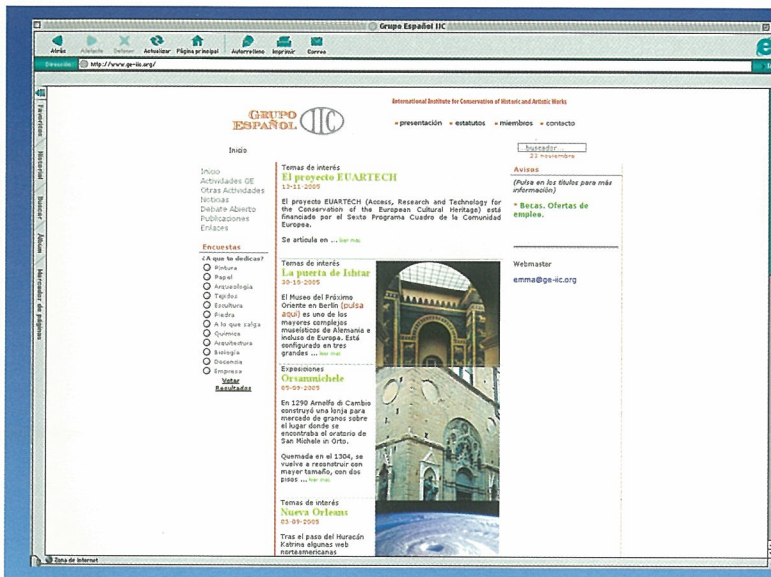 Grupo Español IIC
Atrás Adelante Detener Actualizar Página principal Autorrelleno Imprimir Correo
Dirección: http://www.ge-iic.org/
Favoritos
Historial
Buscar
Álbum
Marcador de páginas
GRUPO
ESPAÑOL IIC
International Institute for Conservation of Historic and Artistic Works
» presentación » estatutos » miembros » contacto
Inicio
buscador...
23 noviembre
Inicio
Actividades GE
Otras Actividades
Noticias
Debate Abierto
Publicaciones
Enlaces
Encuestas
¿A que te dedicas?
Pintura
Papel
Arqueología
Tejidos
Escultura
Piedra
A lo que salga
Química
Arquitectura
Biología
Docencia
Empresa
Votar
Resultados
Temas de interés
El proyecto EUARTECH
13-11-2005
El proyecto EUARTECH (Access, Research and Technology for
the Conservation of the European Cultural Heritage) está
financiado por el Sexto Programa Cuadro de la Comunidad
Europea.
Se articula en ... leer mas
Temas de interés
La puerta de Ishtar
30-10-2005
El Museo del Próximo
Oriente en Berlín (pulsa
aquí) es uno de los
mayores complejos
museísticos de Alemania e
incluso de Europa. Está
configurado en tres
grandes ... leer mas
Exposiciones
Orsanmichele
05-09-2005
En 1290 Arnolfo di Cambio
construyó una lonja para
mercado de granos sobre
el lugar donde se
encontraba el oratorio de
San Michele in Orto.
Quemada en el 1304, se
vuelve a reconstruir con
mayor tamaño, con dos
pisos ... leer mas
Temas de interés
Nueva Orleans
03-09-2005
Tras el paso del Huracán
Katrina algunas web
norteamericanas
Avisos
(Pulsa en los títulos para más
información)
* Becas. Ofertas de
empleo.
Webmaster
emma@ge-iic.org
Zona de Internet